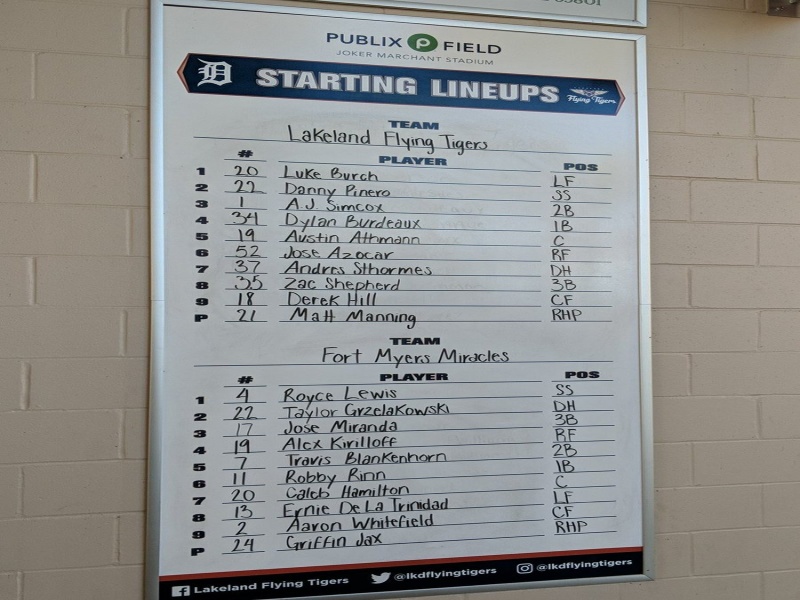 PUBLIX P FIELD
JOKER MARCHANT STADIUM
D STARTING LINEUPS Flying Tigers
TEAM
Lakeland Flying Tigers
# PLAYER POS
1 20 Luke Burch LF
2 22 Danny Pinero SS
3 1 A.J. Simcox 2B
4 34 Dylan Burdeaux 1B
5 19 Austin Athmann C
6 52 Jose Azocar RF
7 37 Andres Sthormes DH
8 35 Zac Shepherd 3B
9 18 Derek Hill CF
P 21 Matt Manning RHP
TEAM
Fort Myers Miracles
# PLAYER POS
1 4 Royce Lewis SS
2 22 Taylor Grzelakowski DH
3 17 Jose Miranda 3B
4 19 Alex Kirilloff RF
5 7 Travis Blankenhorn 2B
6 11 Robby Rinn 1B
7 20 Caleb Hamilton C
8 13 Ernie De La Trinidad LF
9 2 Aaron Whitefield CF
P 24 Griffin Jax RHP
Lakeland Flying Tigers @lkdflyingtigers @lkdflyingtigers